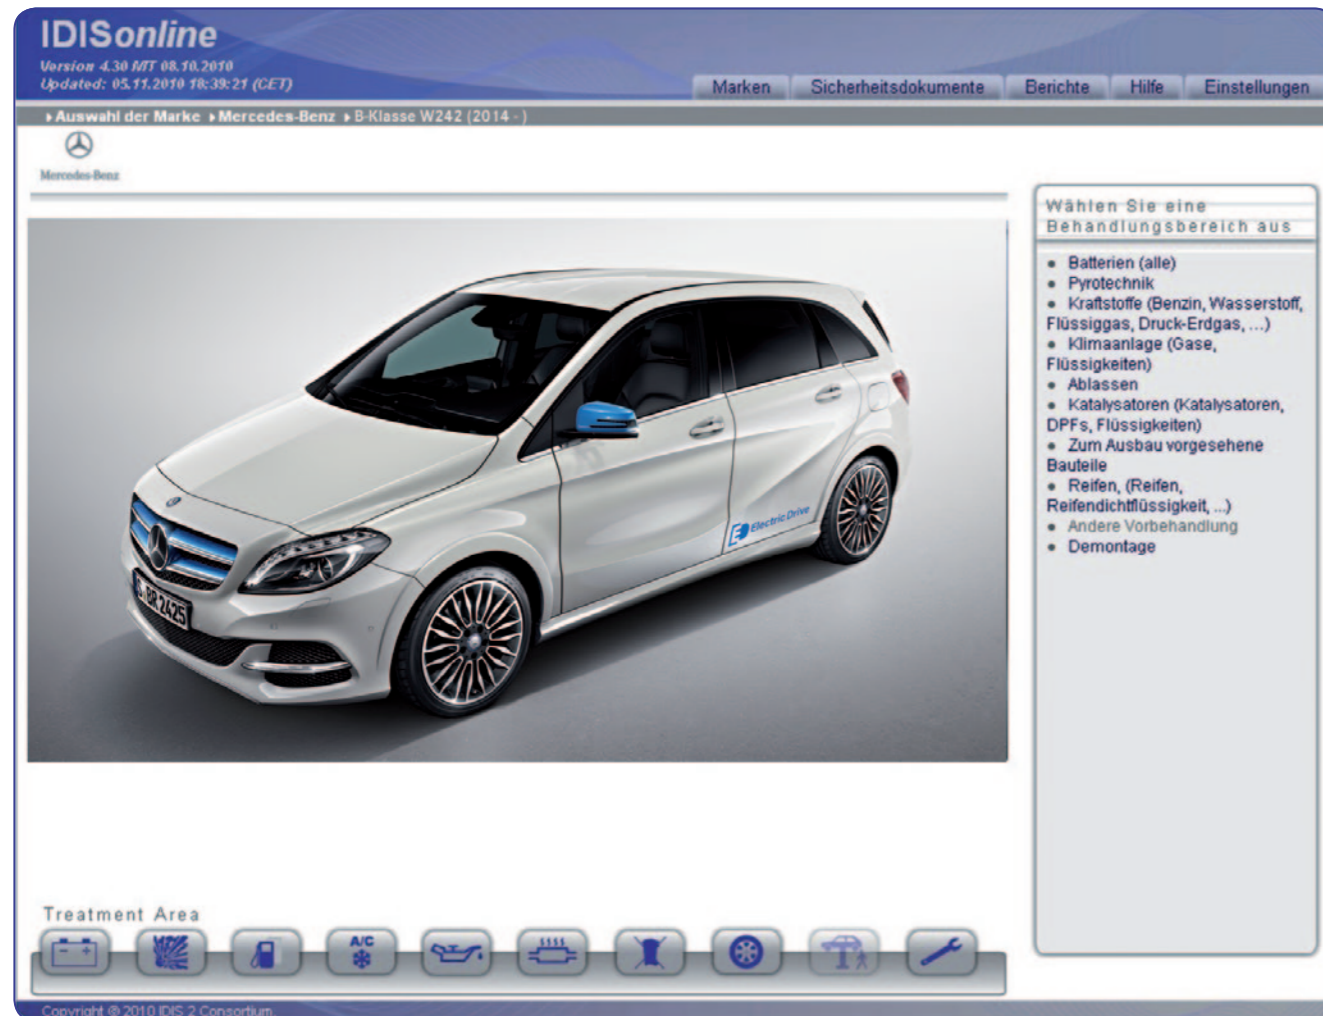 IDISonline
Version 4.30 MT 08.10.2010
Updated: 05.11.2010 18:39:21 (CET)
Marken Sicherheitsdokumente Berichte Hilfe Einstellungen
Auswahl der Marke Mercedes-Benz B-Klasse W242 (2014 - )
Mercedes-Benz
Wählen Sie eine
Behandlungsbereich aus
Batterien (alle)
Pyrotechnik
Kraftstoffe (Benzin, Wasserstoff,
Flüssiggas, Druck-Erdgas, ...)
Klimaanlage (Gase,
Flüssigkeiten)
Ablassen
Katalysatoren (Katalysatoren,
DPFs, Flüssigkeiten)
Zum Ausbau vorgesehene
Bauteile
Reifen, (Reifen,
Reifendichtflüssigkeit, ...)
Andere Vorbehandlung
Demontage
Electric Drive
S BR 2425
Treatment Area
A/C
Copyright © 2010 IDIS 2 Consortium.